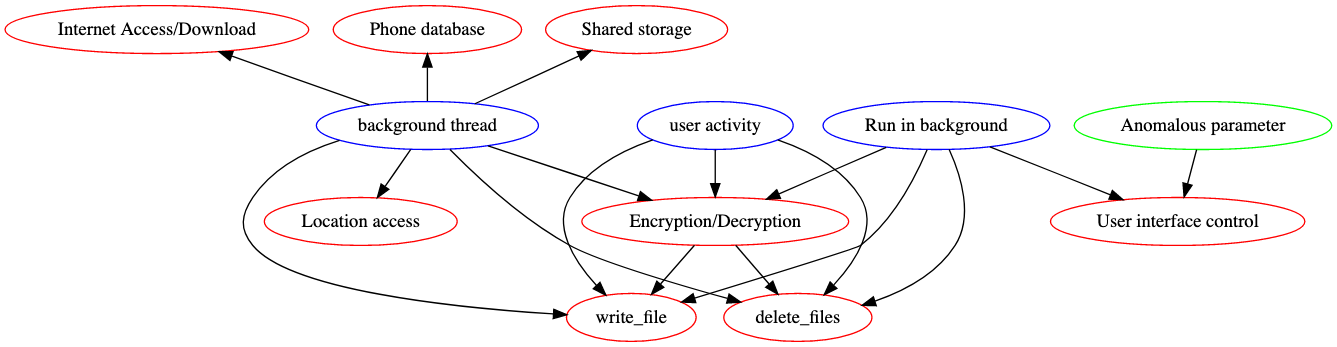 Internet Access/Download
Phone database
Shared storage
background thread
user activity
Run in background
Anomalous parameter
Location access
Encryption/Decryption
User interface control
write_file
delete_files